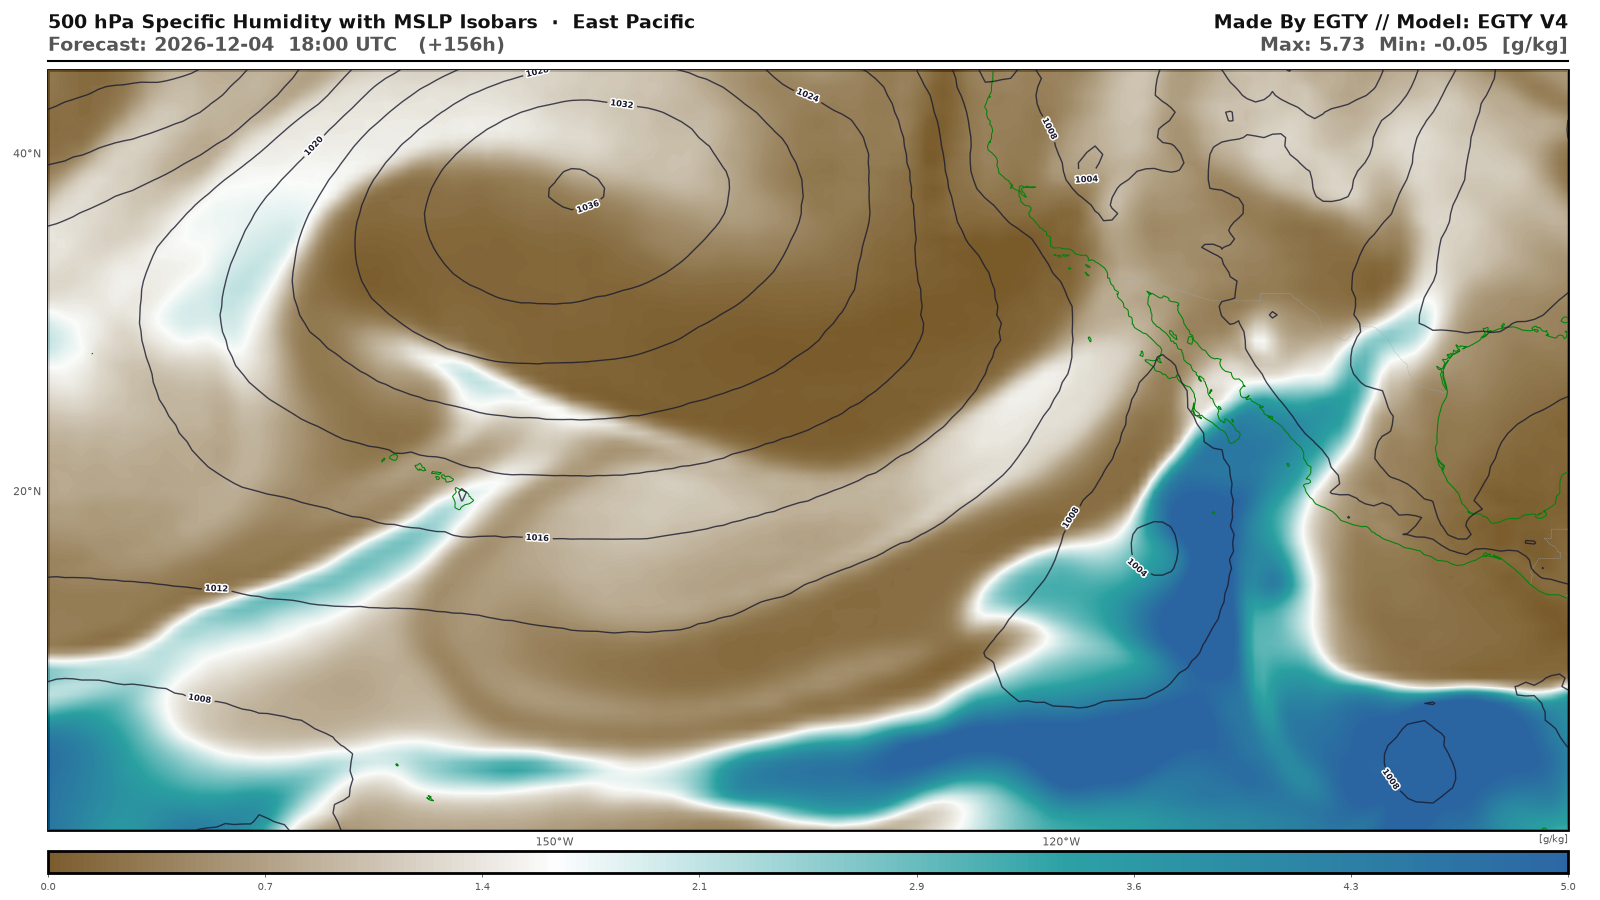 500 hPa Specific Humidity with MSLP Isobars · East Pacific
Made By EGTY // Model: EGTY V4
Forecast: 2026-12-04 18:00 UTC (+156h)
Max: 5.73 Min: -0.05 [g/kg]
1028
1024
1032
1008
1020
40°N
1004
1036
20°N
1008
1016
1004
1012
1008
1008
150°W
120°W
[g/kg]
0.0
0.7
1.4
2.1
2.9
3.6
4.3
5.0